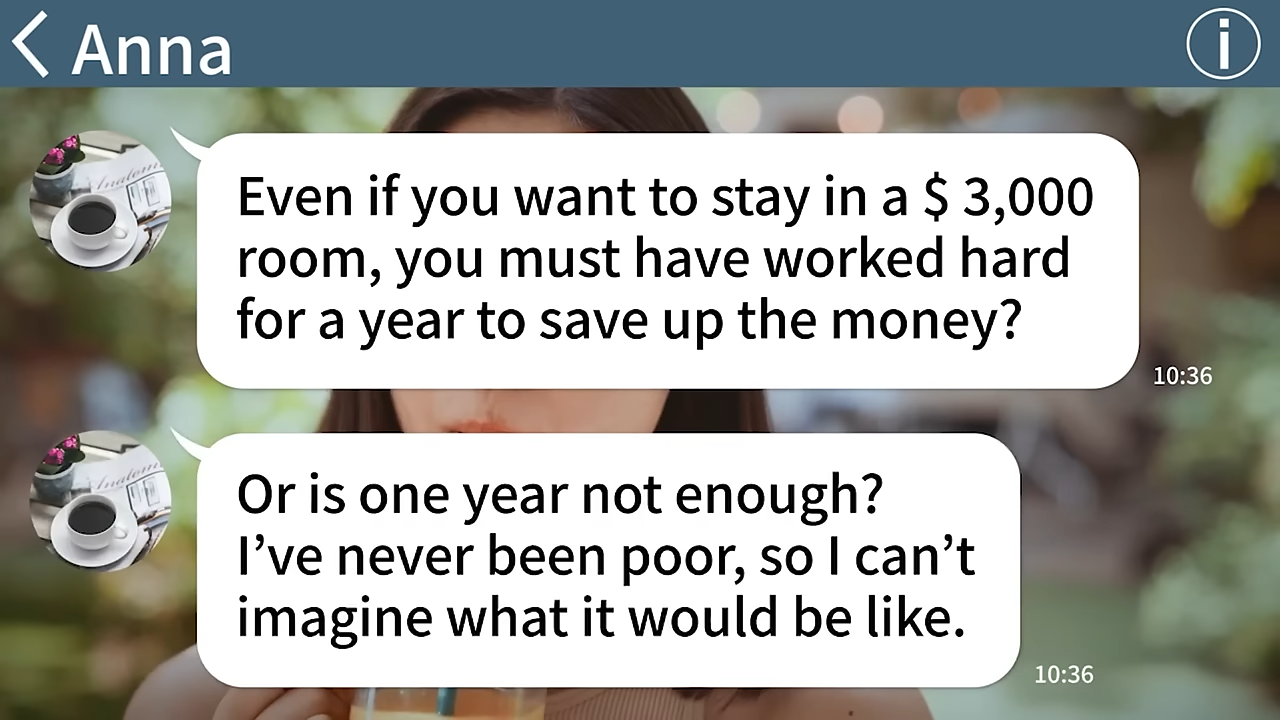 Anna
Even if you want to stay in a $ 3,000
room, you must have worked hard
for a year to save up the money?
10:36
Or is one year not enough?
I’ve never been poor, so I can’t
imagine what it would be like.
10:36